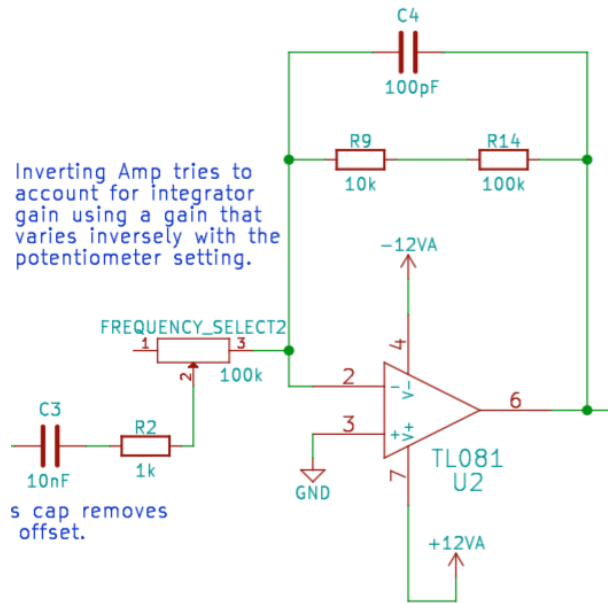 C4
100pF
R9
R14
10k
100k
Inverting Amp tries to
account for integrator
gain using a gain that
varies inversely with the
potentiometer setting.
-12VA
FREQUENCY_SELECT2
1
3
2
100k
4
2
-
V-
6
3
+
V+
7
TL081
U2
GND
C3
R2
10nF
1k
s cap removes
offset.
+12VA